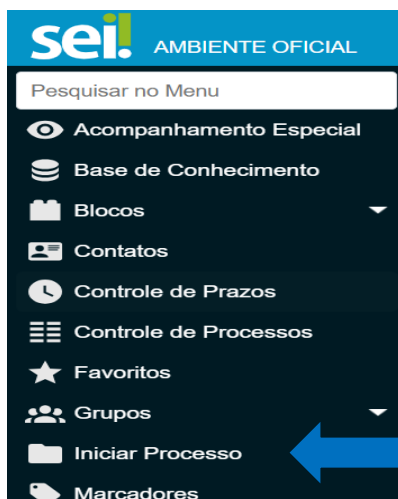 sei!
AMBIENTE OFICIAL
Pesquisar no Menu
Acompanhamento Especial
Base de Conhecimento
Blocos
Contatos
Controle de Prazos
Controle de Processos
Favoritos
Grupos
Iniciar Processo
Marcadores